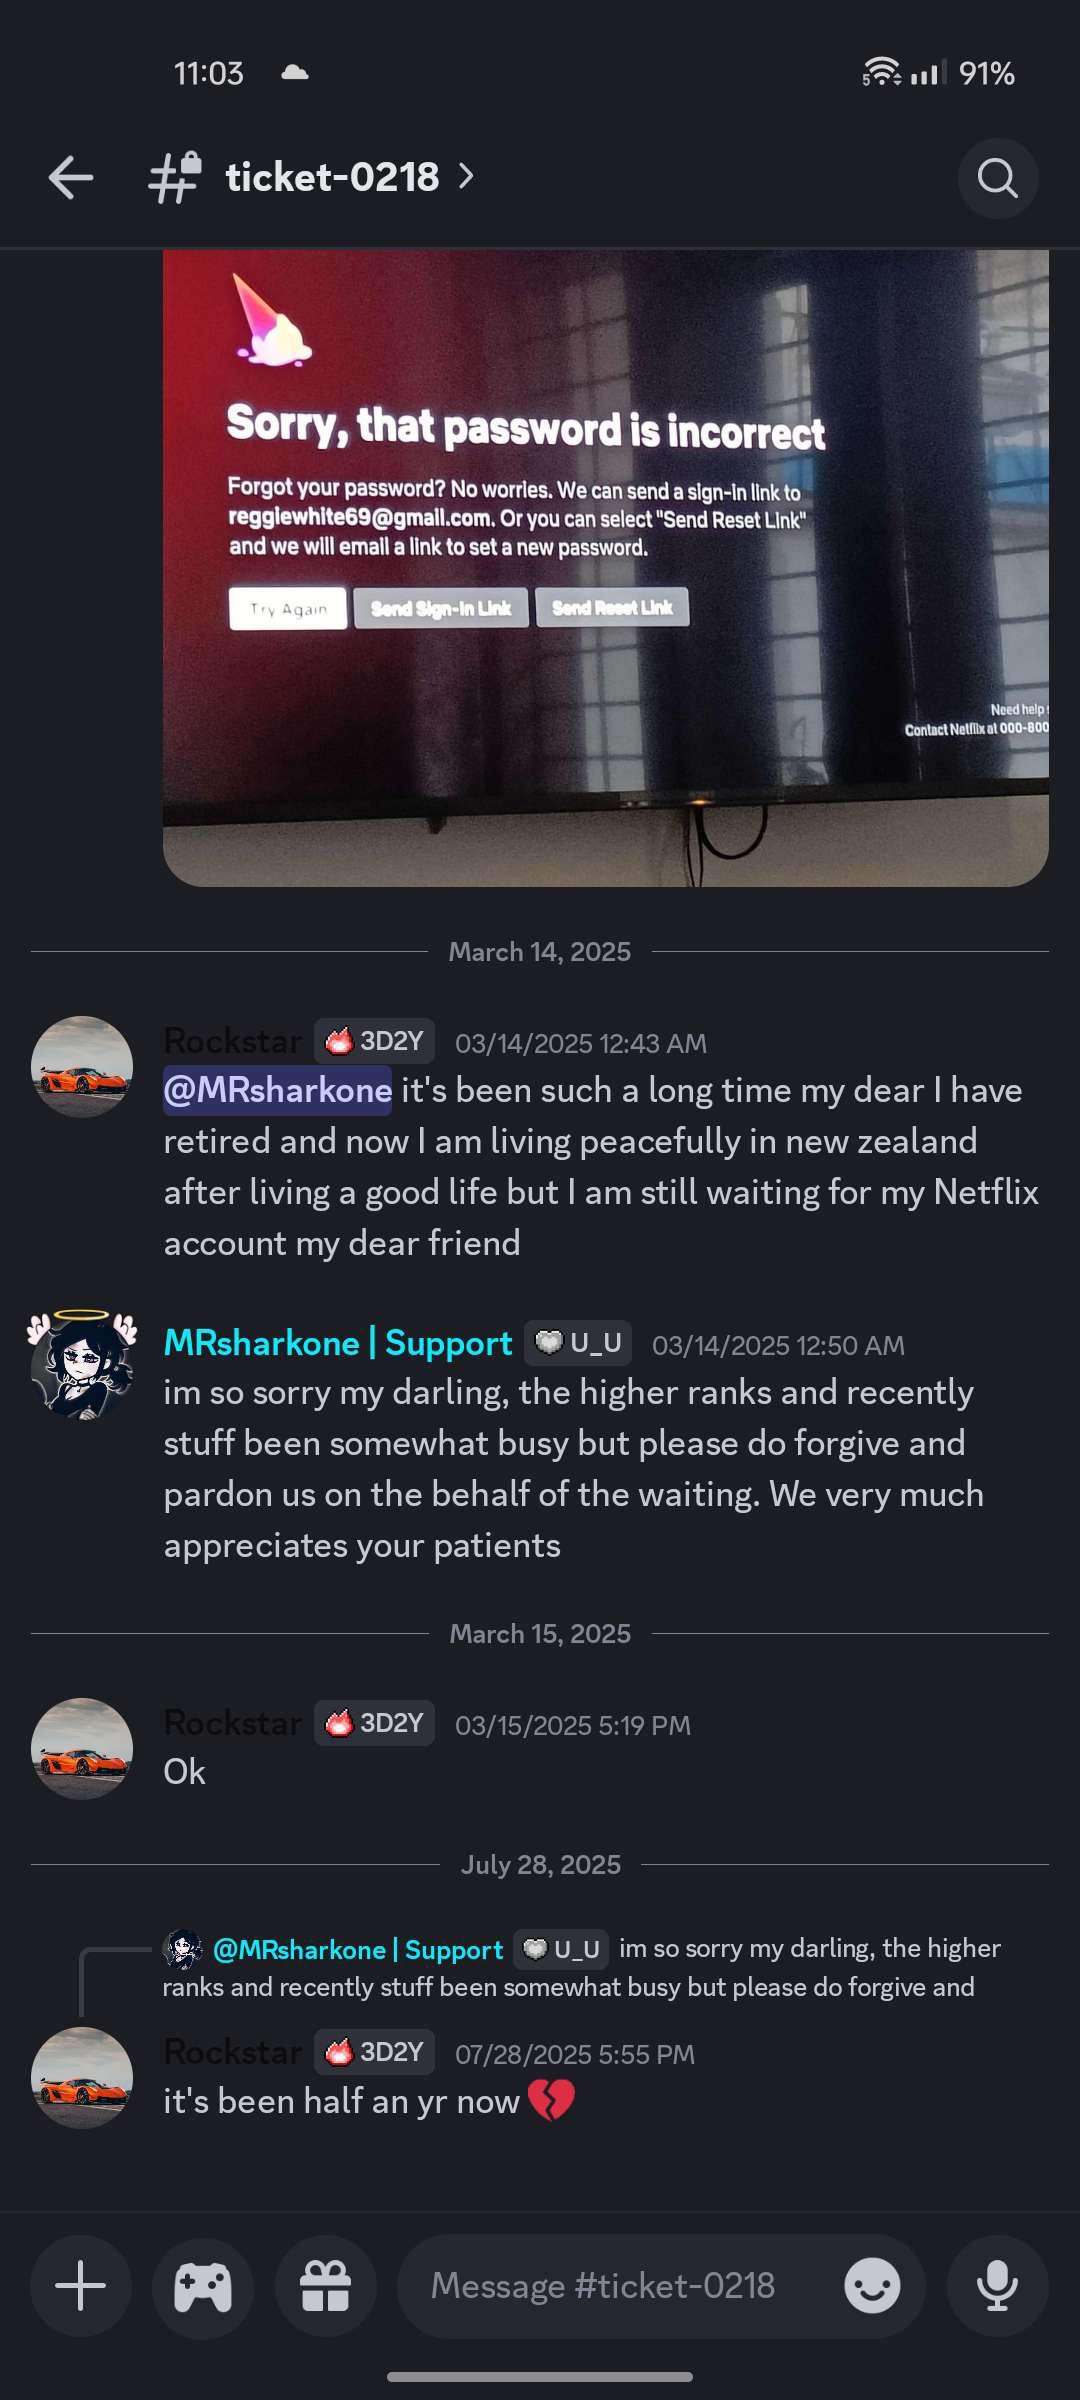 11:03
5
91%
ticket-0218
Sorry, that password is incorrect
Forgot your password? No worries. We can send a sign-in link to
reggiewhite69@gmail.com. Or you can select "Send Reset Link"
and we will email a link to set a new password.
Try Again
Send Sign-In Link
Send Reset Link
Need help
Contact Netflix at 000-800
March 14, 2025
Rockstar 3D2Y 03/14/2025 12:43 AM
@MRsharkone it's been such a long time my dear I have
retired and now I am living peacefully in new zealand
after living a good life but I am still waiting for my Netflix
account my dear friend
MRsharkone | Support U_U 03/14/2025 12:50 AM
im so sorry my darling, the higher ranks and recently
stuff been somewhat busy but please do forgive and
pardon us on the behalf of the waiting. We very much
appreciates your patients
March 15, 2025
Rockstar 3D2Y 03/15/2025 5:19 PM
Ok
July 28, 2025
@MRsharkone | Support U_U im so sorry my darling, the higher
ranks and recently stuff been somewhat busy but please do forgive and
Rockstar 3D2Y 07/28/2025 5:55 PM
it's been half an yr now 💔
Message #ticket-0218